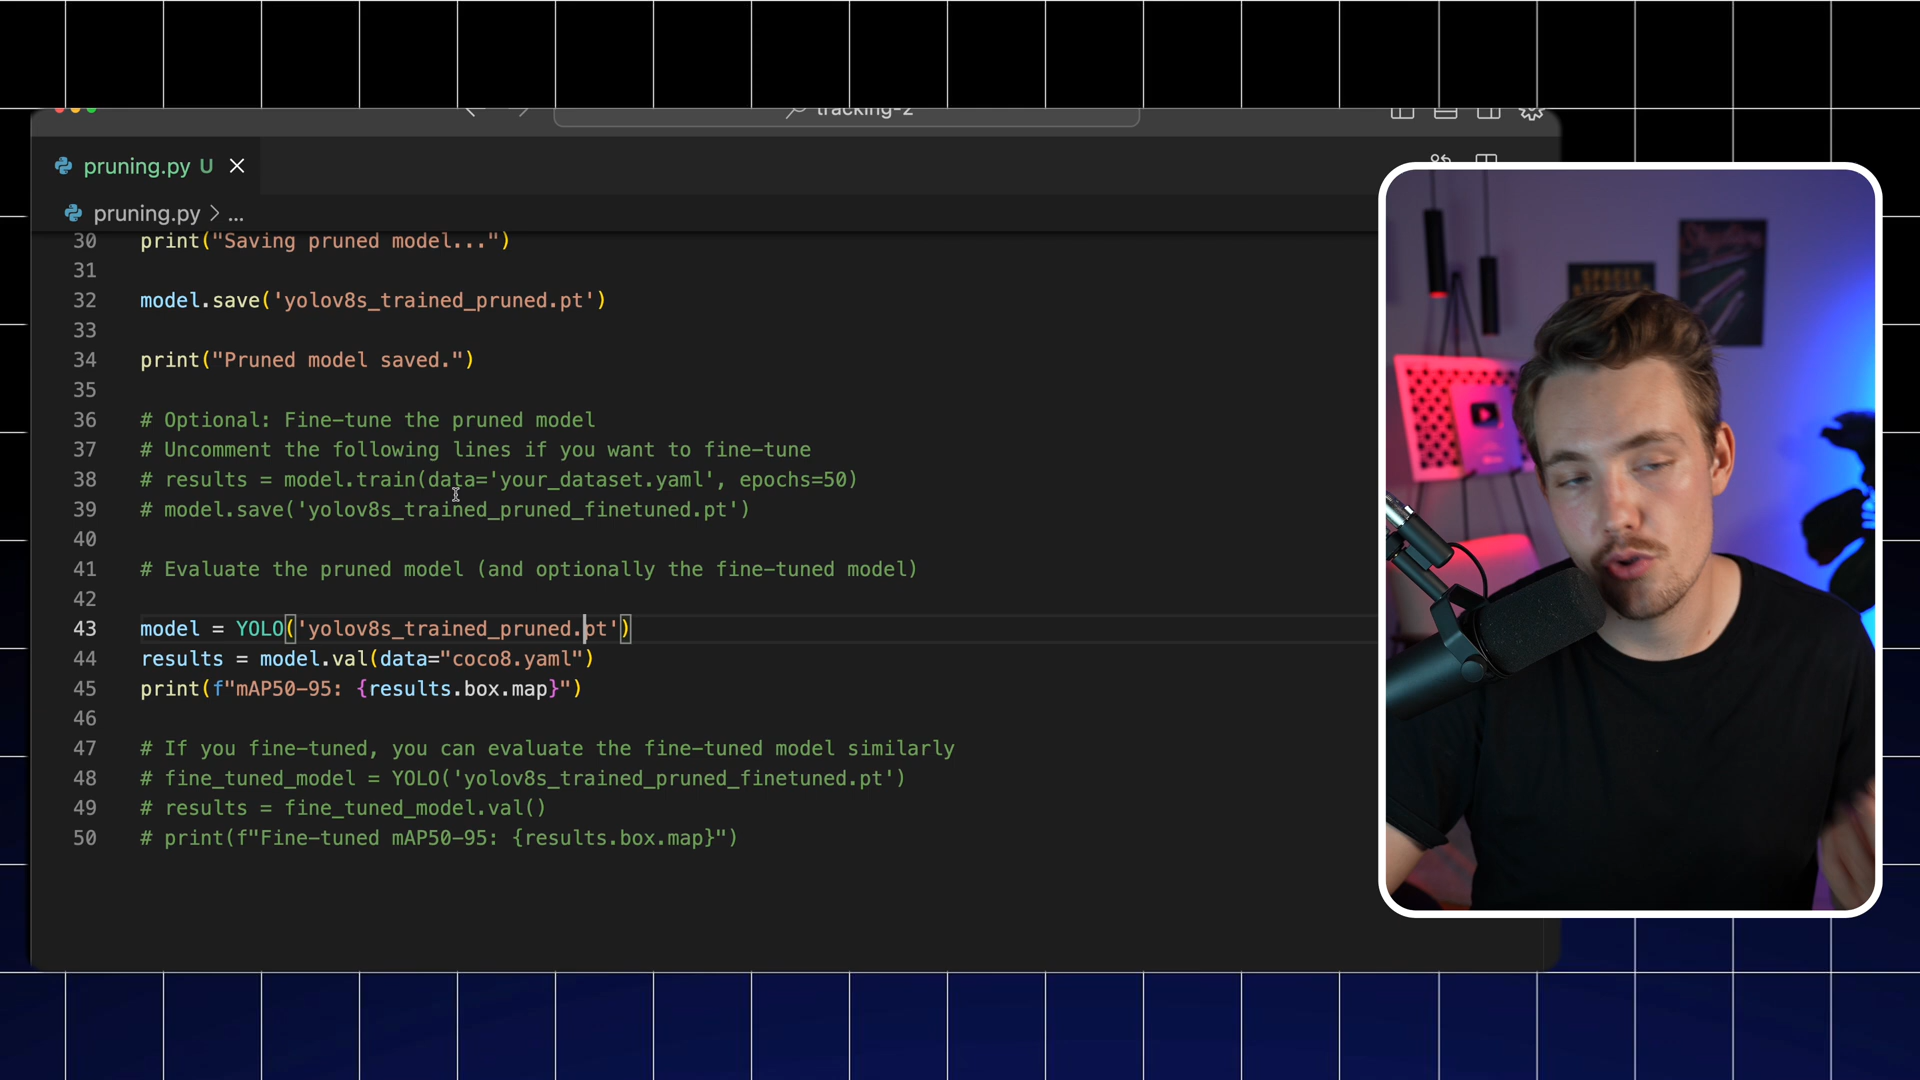 tracking-2
pruning.py U
pruning.py > ...
30 print("Saving pruned model...")
31
32 model.save('yolov8s_trained_pruned.pt')
33
34 print("Pruned model saved.")
35
36 # Optional: Fine-tune the pruned model
37 # Uncomment the following lines if you want to fine-tune
38 # results = model.train(data='your_dataset.yaml', epochs=50)
39 # model.save('yolov8s_trained_pruned_finetuned.pt')
40
41 # Evaluate the pruned model (and optionally the fine-tuned model)
42
43 model = YOLO('yolov8s_trained_pruned.pt')
44 results = model.val(data="coco8.yaml")
45 print(f"mAP50-95: {results.box.map}")
46
47 # If you fine-tuned, you can evaluate the fine-tuned model similarly
48 # fine_tuned_model = YOLO('yolov8s_trained_pruned_finetuned.pt')
49 # results = fine_tuned_model.val()
50 # print(f"Fine-tuned mAP50-95: {results.box.map}")